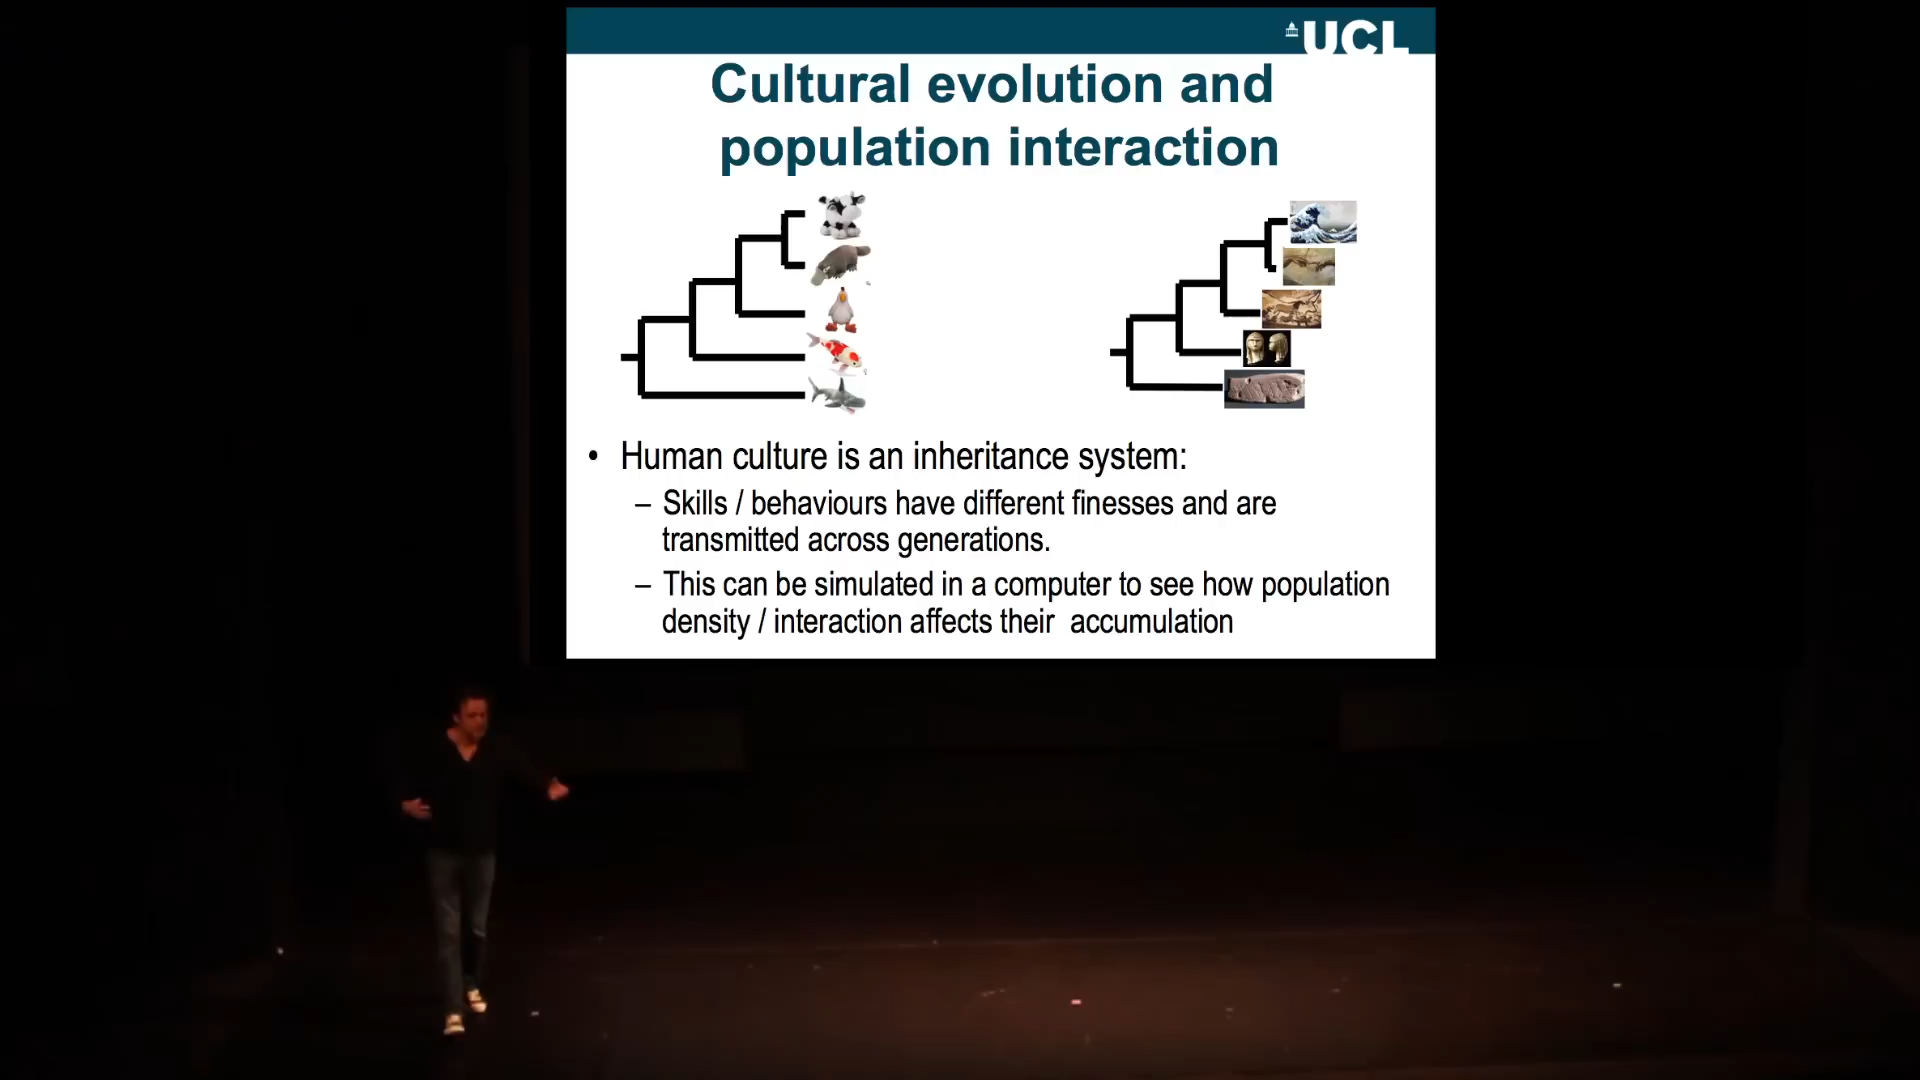 UCL
Cultural evolution and
population interaction
• Human culture is an inheritance system:
– Skills / behaviours have different finesses and are
transmitted across generations.
– This can be simulated in a computer to see how population
density / interaction affects their accumulation